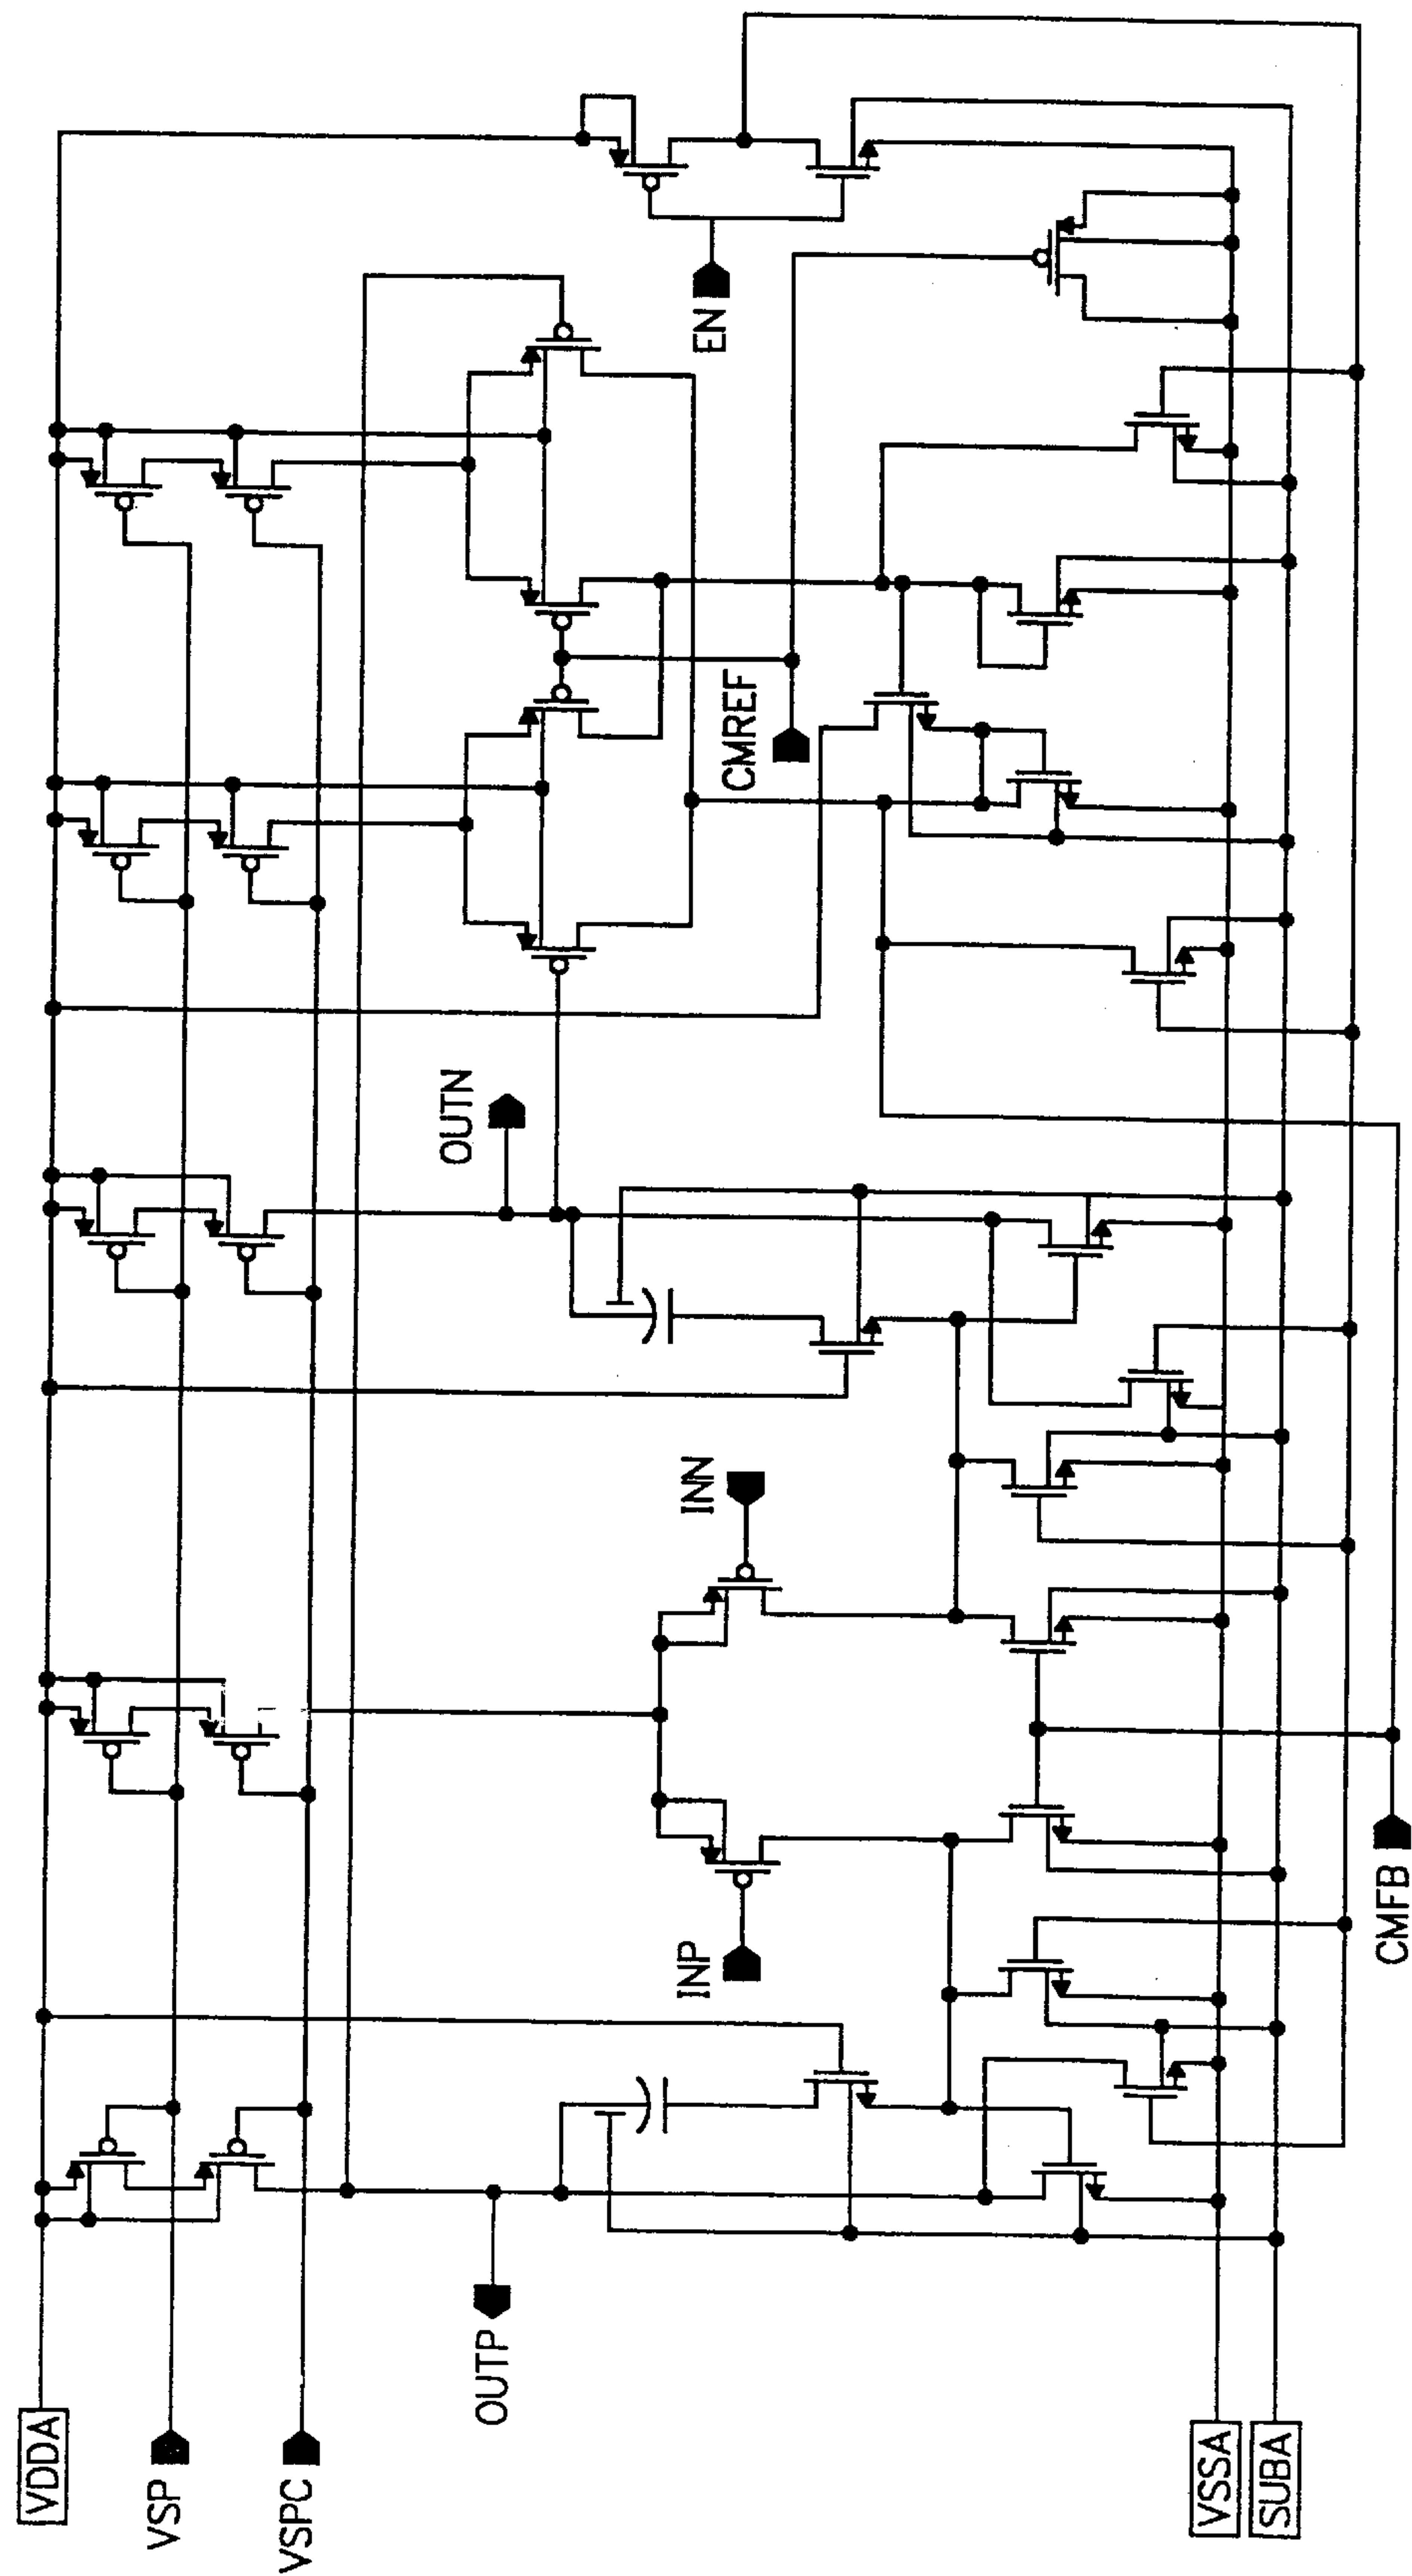 VDDA
VSP
VSPC
OUTP
INP
INN
OUTN
CMREF
EN
VSSA
SUBA
CMFB